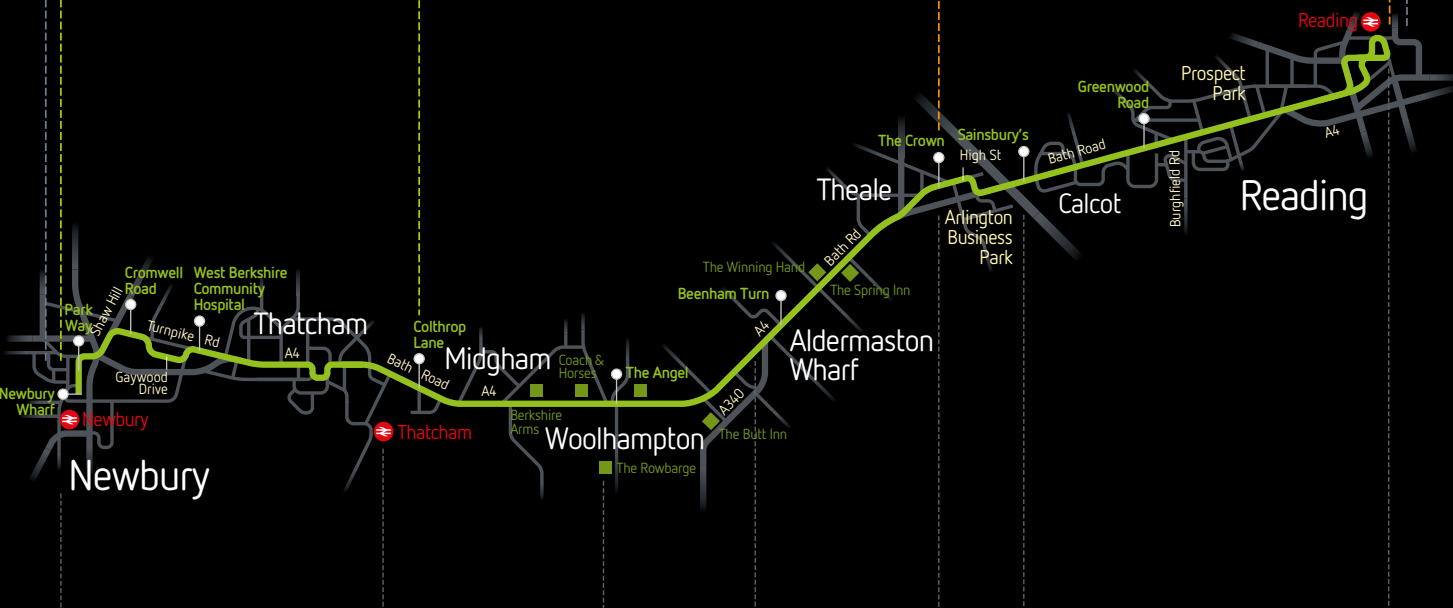 Reading
Prospect
Park
Greenwood
Road
A4
The Crown
Sainsbury's
High St
Bath Road
Burghfield Rd
Theale
Calcot
Reading
Arlington
Business
Park
Bath Rd
The Winning Hand
The Spring Inn
Beenham Turn
A4
Aldermaston
Wharf
Cromwell
Road
West Berkshire
Community
Hospital
Park
Way
Shaw Hill
Turnpike Rd
Thatcham
A4
Gaywood
Drive
Newbury
Wharf
Newbury
Newbury
Colthrop
Lane
Bath Road
Midgham
A4
Coach &
Horses
The Angel
Berkshire
Arms
Woolhampton
A340
The Butt Inn
The Rowbarge
Thatcham